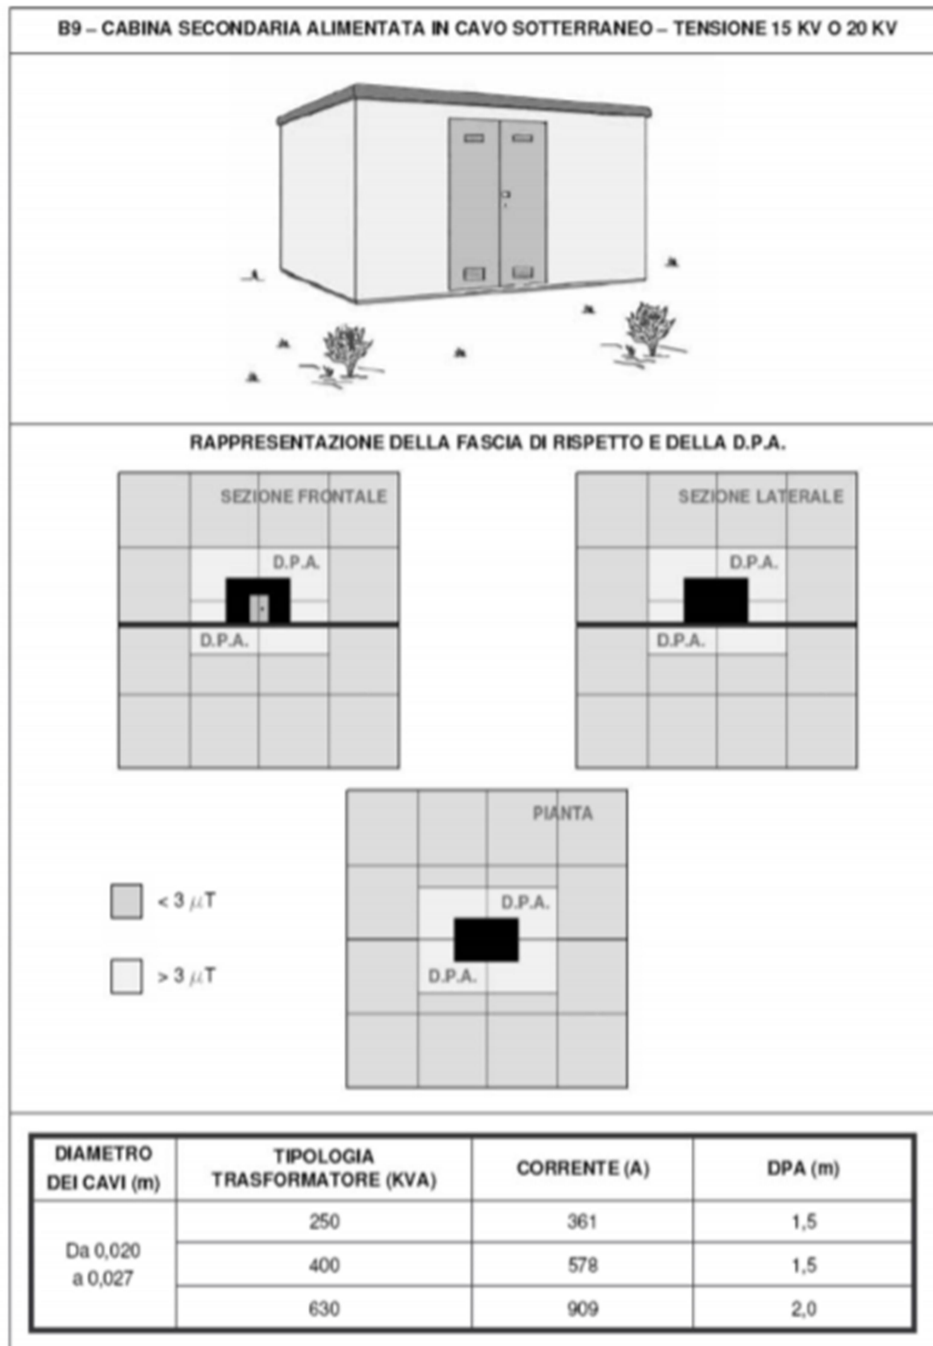 B9 – CABINA SECONDARIA ALIMENTATA IN CAVO SOTTERRANEO – TENSIONE 15 KV O 20 KV
RAPPRESENTAZIONE DELLA FASCIA DI RISPETTO E DELLA D.P.A.
SEZIONE FRONTALE
D.P.A.
D.P.A.
SEZIONE LATERALE
D.P.A.
D.P.A.
PIANTA
D.P.A.
D.P.A.
< 3 μT
> 3 μT
DIAMETRO
DEI CAVI (m)
TIPOLOGIA
TRASFORMATORE (KVA)
CORRENTE (A)
DPA (m)
Da 0,020
a 0,027
250
361
1,5
400
578
1,5
630
909
2,0